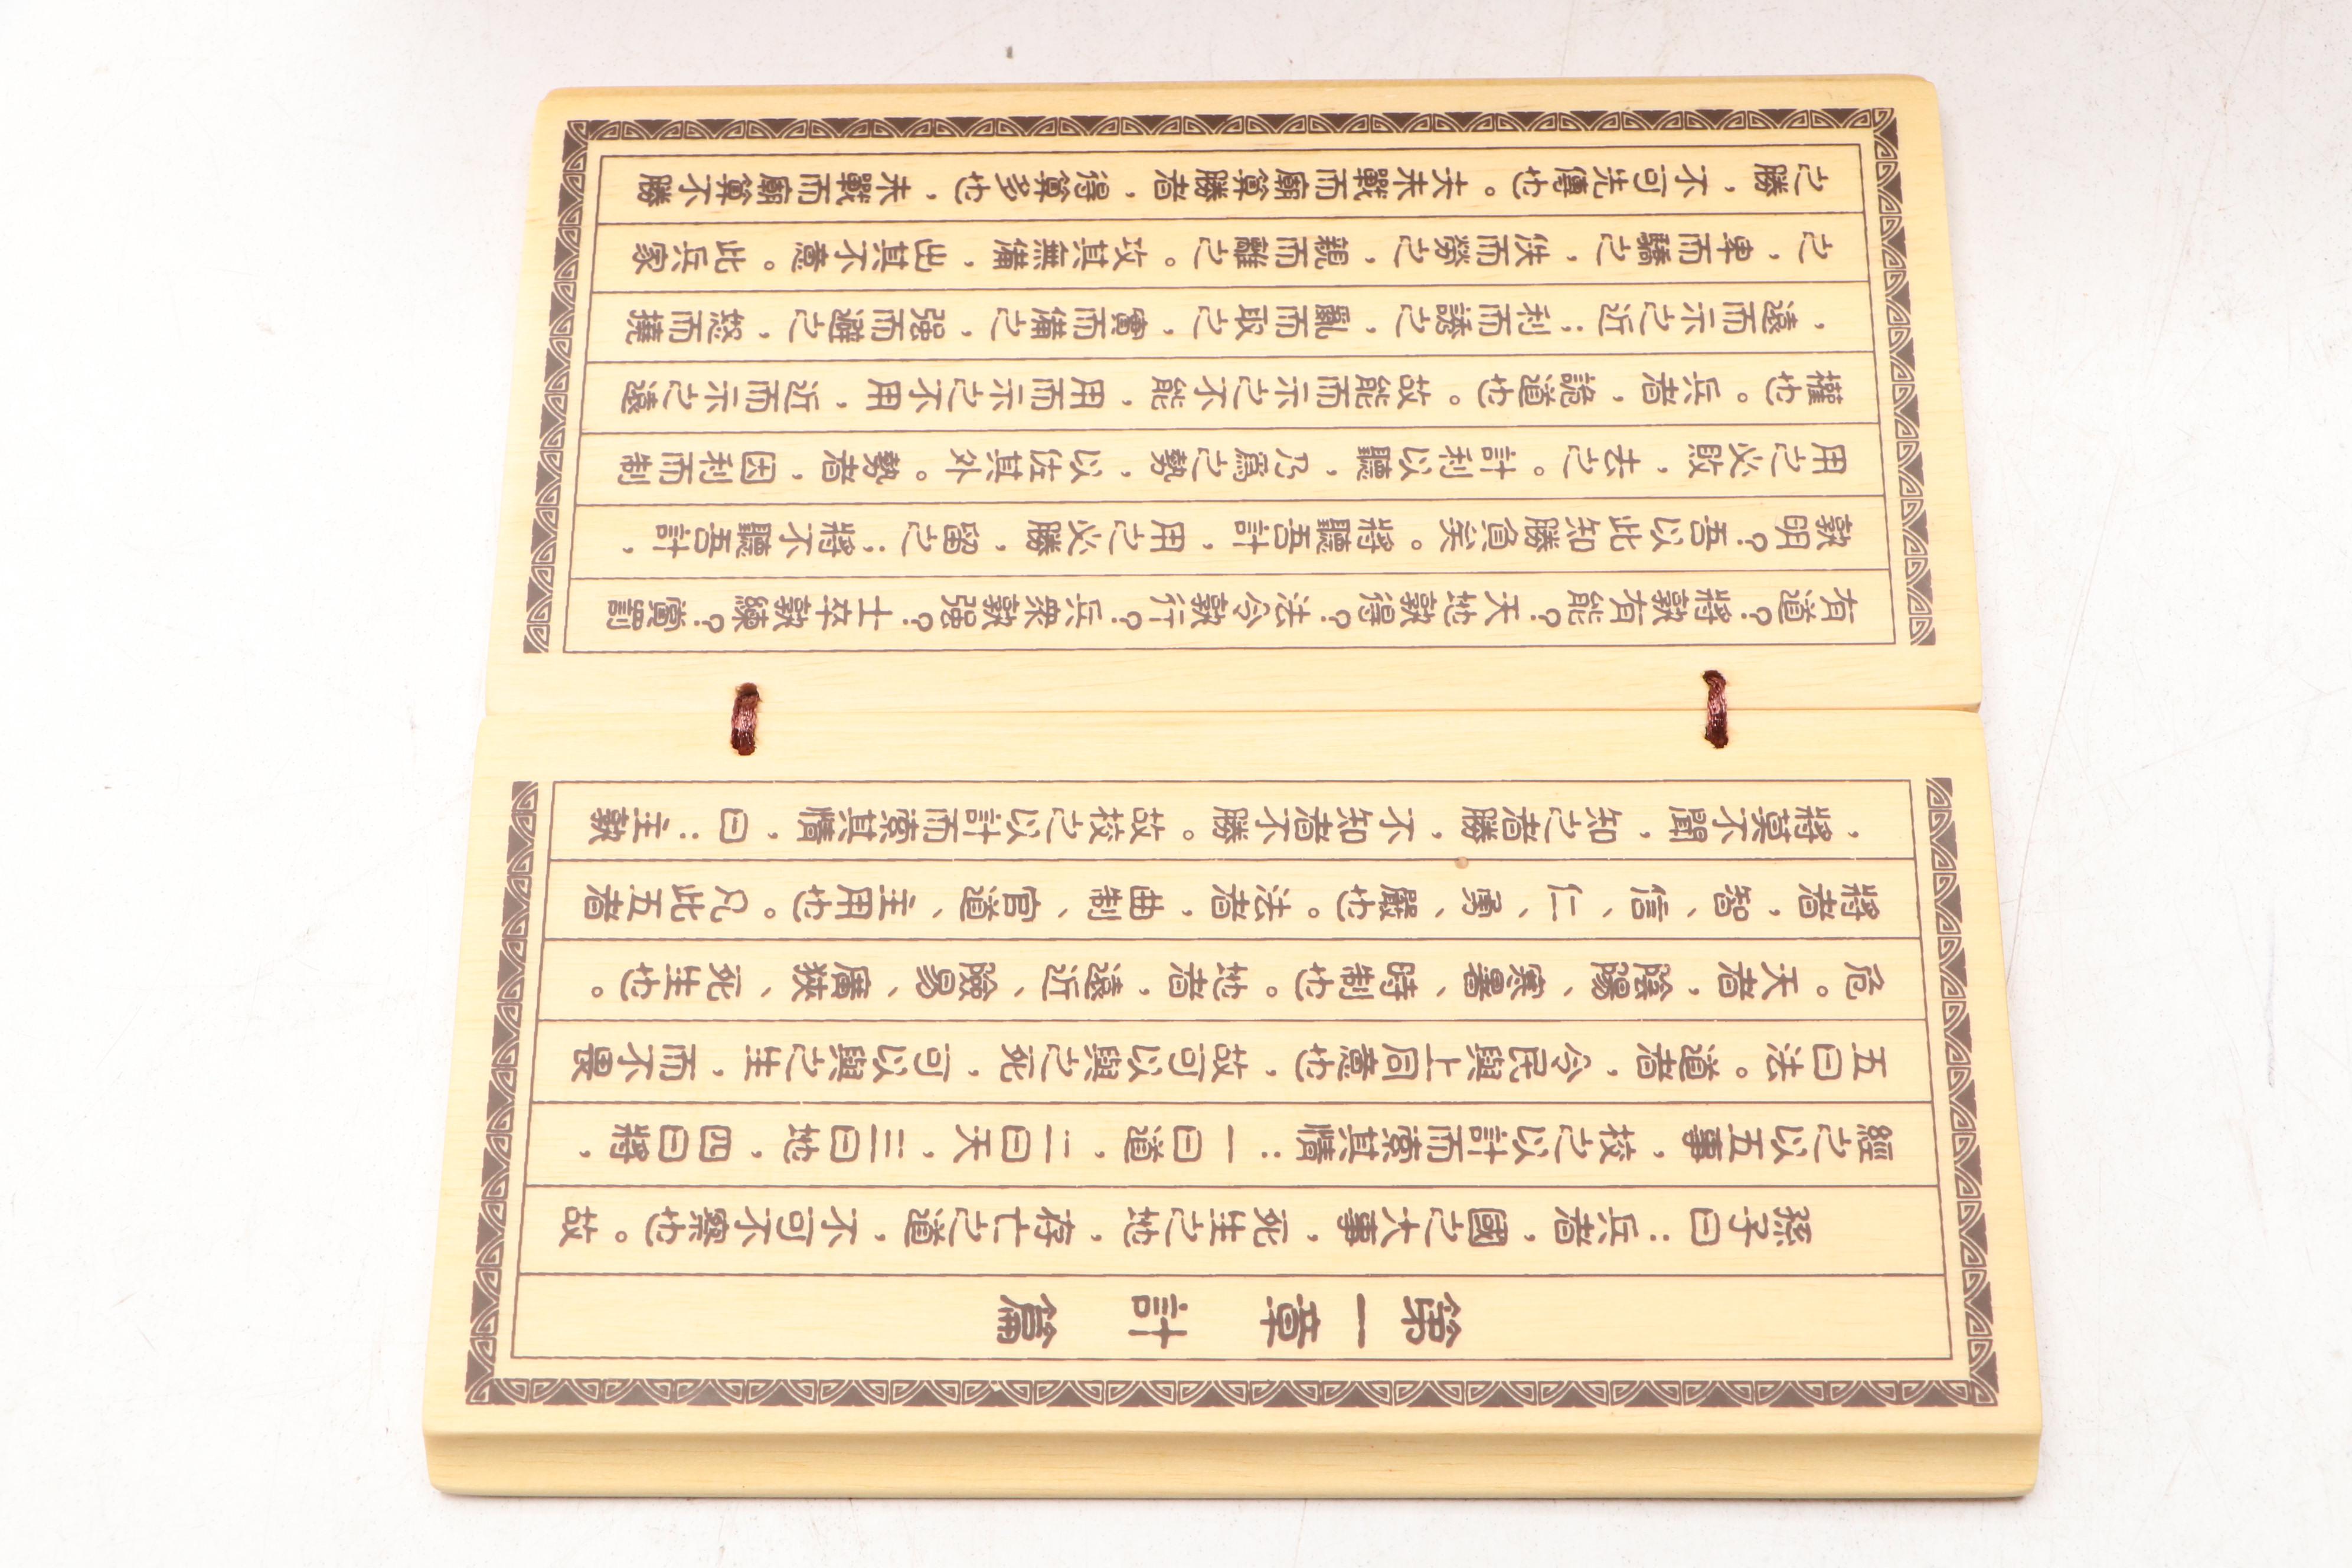 第一章 計 篇
孫子曰：兵者，國之大事，死生之地，存亡之道，不可不察也。故
經之以五事，校之以計而索其情：一曰道，二曰天，三曰地，四曰將，
五曰法。道者，令民與上同意也，故可以與之死，可以與之生，而不畏
危。天者，陰陽、寒暑、時制也。地者，遠近、險易、廣狹、死生也。
將者，智、信、仁、勇、嚴也。法者，曲制、官道、主用也。凡此五者
，將莫不聞，知之者勝，不知者不勝。故校之以計而索其情，曰：主孰
有道？將孰有能？天地孰得？法令孰行？兵衆孰强？士卒孰練？賞罰
孰明？吾以此知勝負矣。將聽吾計，用之必勝，留之；將不聽吾計，
用之必敗，去之。計利以聽，乃爲之勢，以佐其外。勢者，因利而制
權也。兵者，詭道也。故能而示之不能，用而示之不用，近而示之遠
，遠而示之近；利而誘之，亂而取之，實而備之，强而避之，怒而撓
之，卑而驕之，佚而勞之，親而離之。攻其無備，出其不意。此兵家
之勝，不可先傳也。夫未戰而廟算勝者，得算多也，未戰而廟算不勝